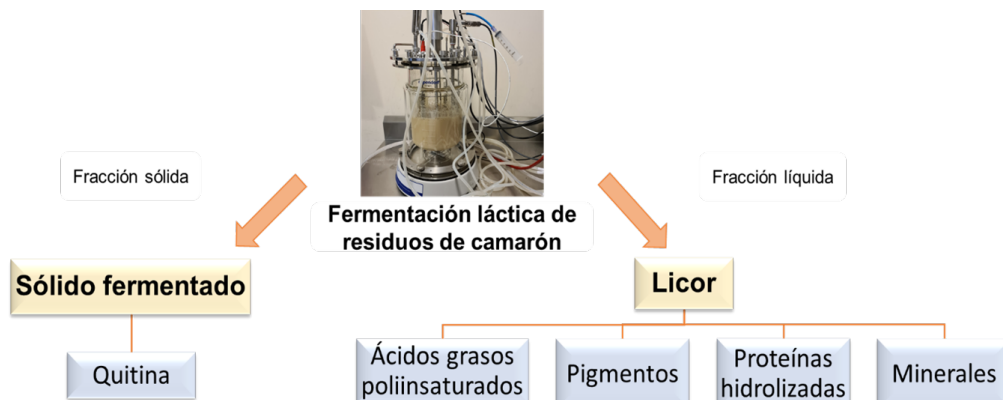 Fracción sólida
Fracción líquida
Fermentación láctica de
residuos de camarón
Sólido fermentado
Licor
Quitina
Ácidos grasos
poliinsaturados
Pigmentos
Proteínas
hidrolizadas
Minerales